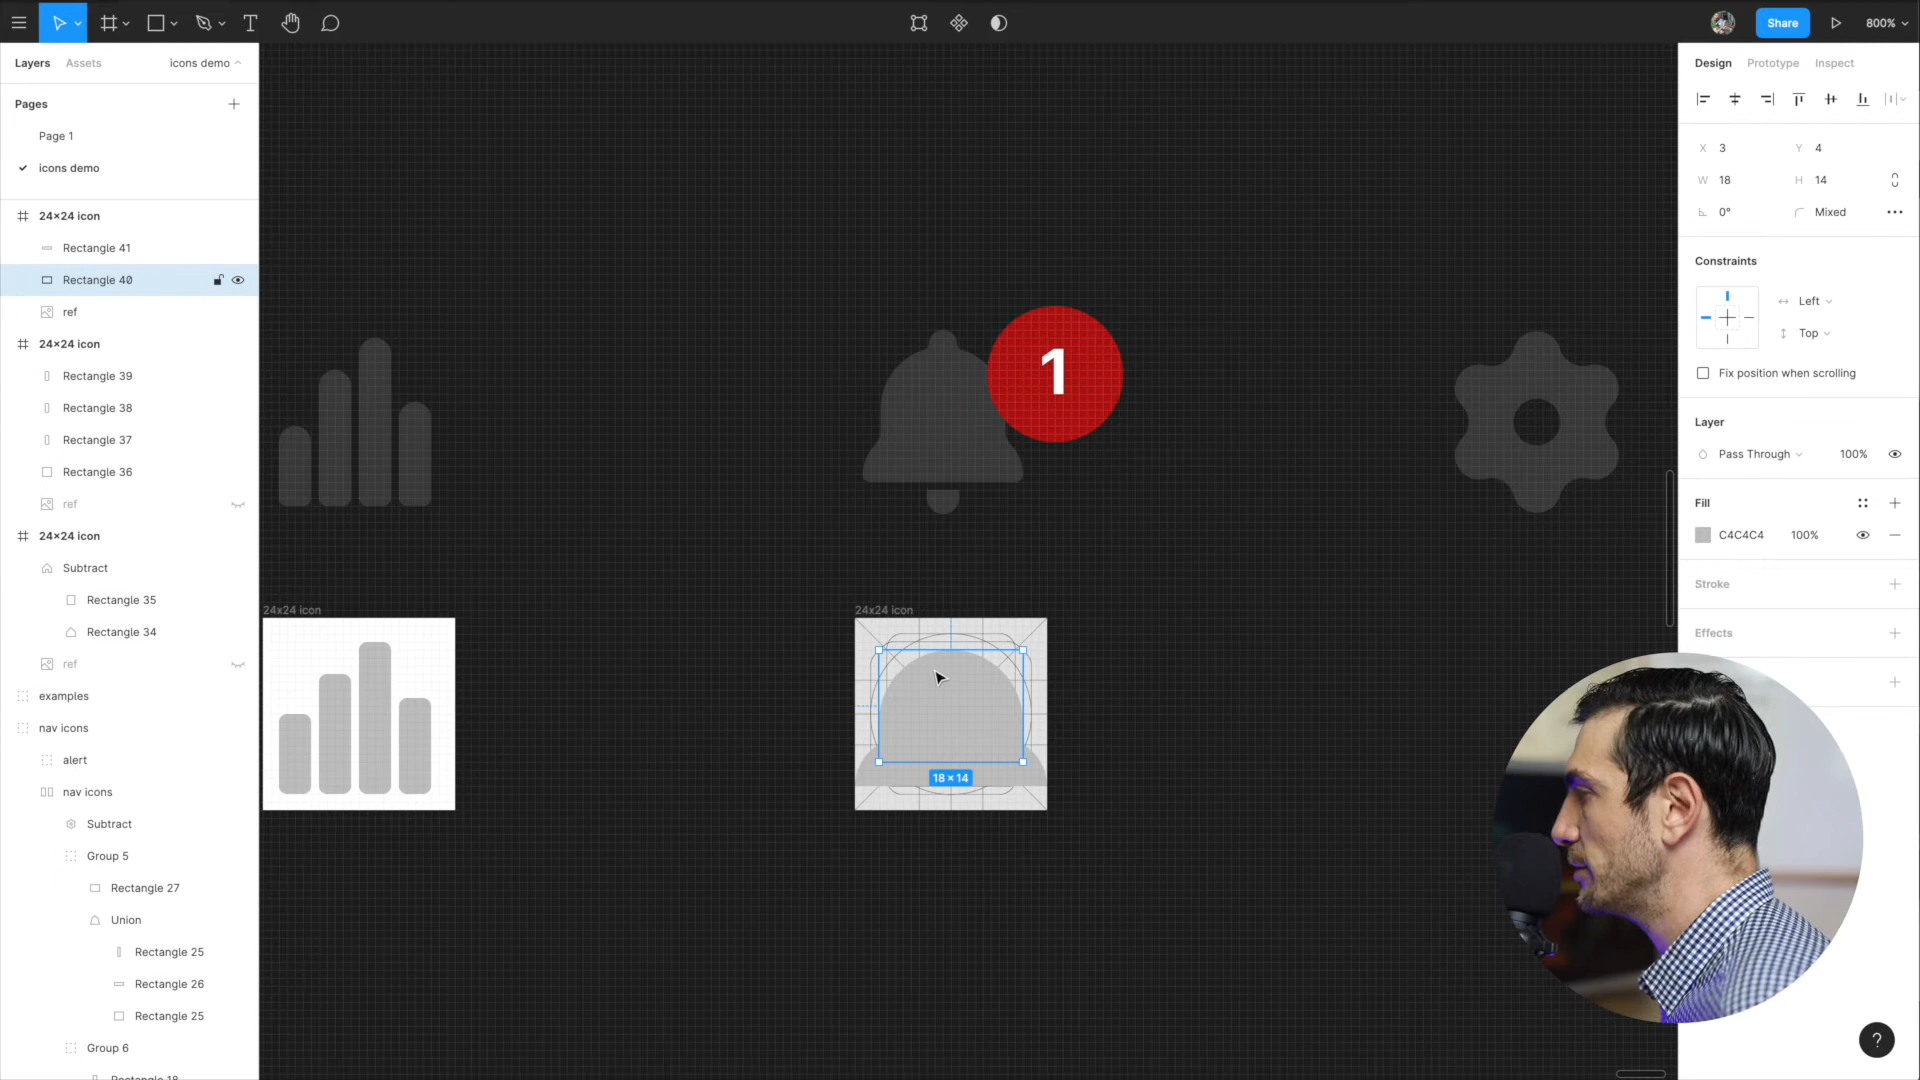 Share
800%
Layers
Assets
icons demo
Pages
Page 1
icons demo
24×24 icon
Rectangle 41
Rectangle 40
ref
24×24 icon
Rectangle 39
Rectangle 38
Rectangle 37
Rectangle 36
ref
24×24 icon
Subtract
Rectangle 35
Rectangle 34
ref
examples
nav icons
alert
nav icons
Subtract
Group 5
Rectangle 27
Union
Rectangle 25
Rectangle 26
Rectangle 25
Group 6
Rectangle 18
1
24x24 icon
24x24 icon
18 × 14
Design
Prototype
Inspect
X 3
Y 4
W 18
H 14
0°
Mixed
Constraints
Left
Top
Fix position when scrolling
Layer
Pass Through
100%
Fill
C4C4C4
100%
Stroke
Effects
?